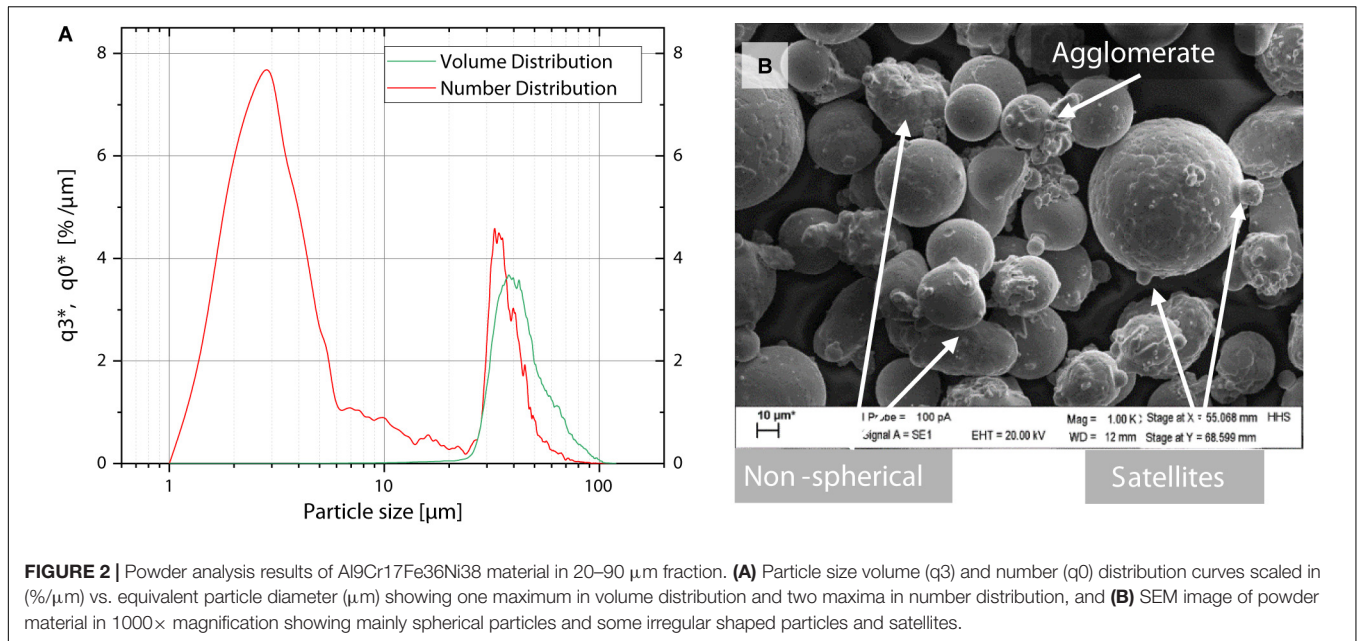 A
8
8
6
6
4
4
2
2
0
0
1
10
100
q3*, q0* [% /µm]
Particle size [µm]
Volume Distribution
Number Distribution
B
Agglomerate
10 µm*
I Probe = 100 pA
Signal A = SE1
EHT = 20.00 kV
Mag = 1.00 K
WD = 12 mm
Stage at X = 55.068 mm
Stage at Y = 68.599 mm
HHS
Non -spherical
Satellites
FIGURE 2 | Powder analysis results of Al9Cr17Fe36Ni38 material in 20–90 µm fraction. (A) Particle size volume (q3) and number (q0) distribution curves scaled in
(%/µm) vs. equivalent particle diameter (µm) showing one maximum in volume distribution and two maxima in number distribution, and (B) SEM image of powder
material in 1000× magnification showing mainly spherical particles and some irregular shaped particles and satellites.